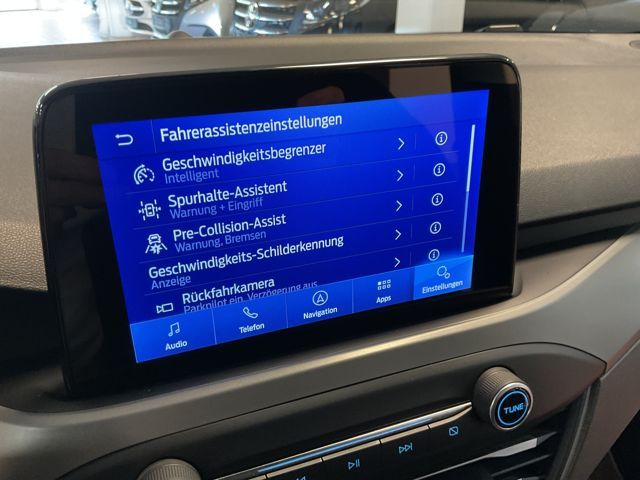 Fahrerassistenzeinstellungen
Geschwindigkeitsbegrenzer
Intelligent
Spurhalte-Assistent
Warnung + Eingriff
Pre-Collision-Assist
Warnung, Bremsen
Geschwindigkeits-Schilderkennung
Anzeige
Rückfahrkamera
Parkpilot ein, Verzögerung aus
Audio
Telefon
Navigation
Apps
Einstellungen
TUNE